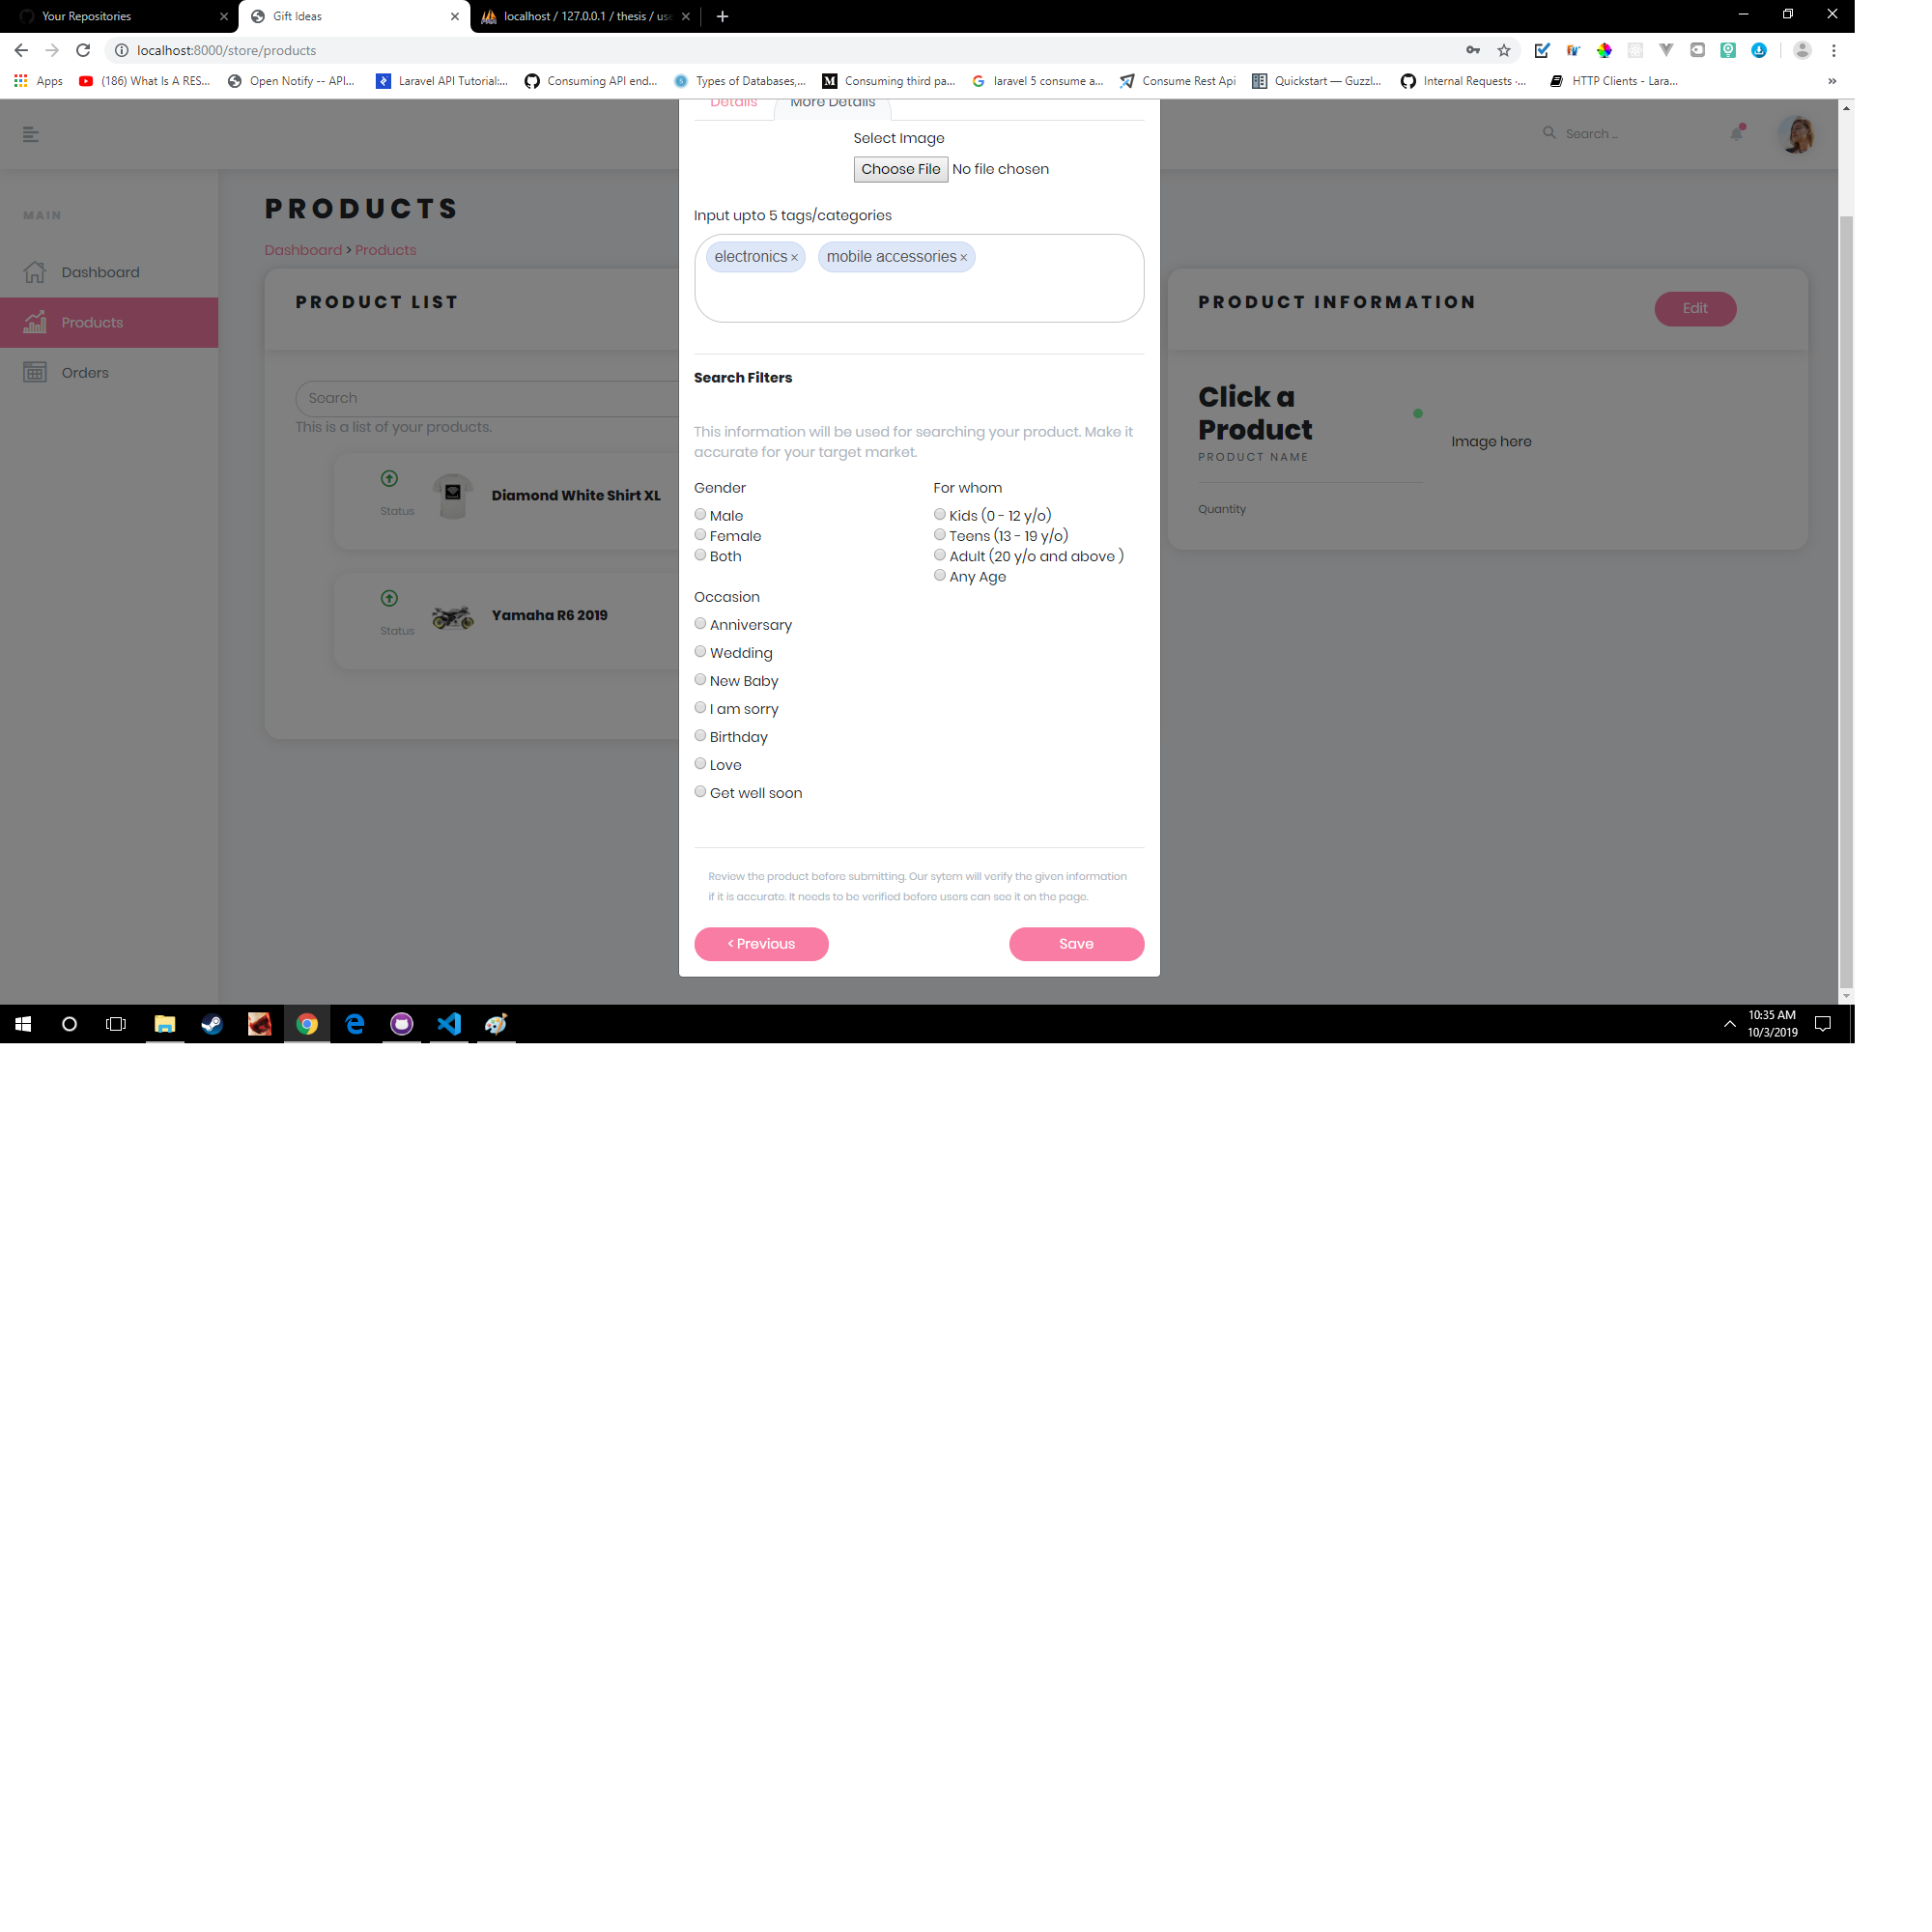 Your Repositories
Gift Ideas
localhost / 127.0.0.1 / thesis / use
localhost:8000/store/products
Apps
(186) What Is A RES...
Open Notify -- API...
Laravel API Tutorial:...
Consuming API end...
Types of Databases,...
Consuming third pa...
laravel 5 consume a...
Consume Rest Api
Quickstart — Guzzl...
Internal Requests ·...
HTTP Clients - Lara...
»
Search ...
MAIN
Dashboard
Products
Orders
PRODUCTS
Dashboard > Products
PRODUCT LIST
Search
This is a list of your products.
Status
Diamond White Shirt XL
Status
Yamaha R6 2019
Details
More Details
Select Image
Choose File No file chosen
Input upto 5 tags/categories
electronics ×
mobile accessories ×
Search Filters
This information will be used for searching your product. Make it
accurate for your target market.
Gender
Male
Female
Both
For whom
Kids (0 - 12 y/o)
Teens (13 - 19 y/o)
Adult (20 y/o and above )
Any Age
Occasion
Anniversary
Wedding
New Baby
I am sorry
Birthday
Love
Get well soon
Review the product before submitting. Our sytem will verify the given information
if it is accurate. It needs to be verified before users can see it on the page.
< Previous
Save
PRODUCT INFORMATION
Edit
Click a
Product
PRODUCT NAME
Image here
Quantity
10:35 AM
10/3/2019